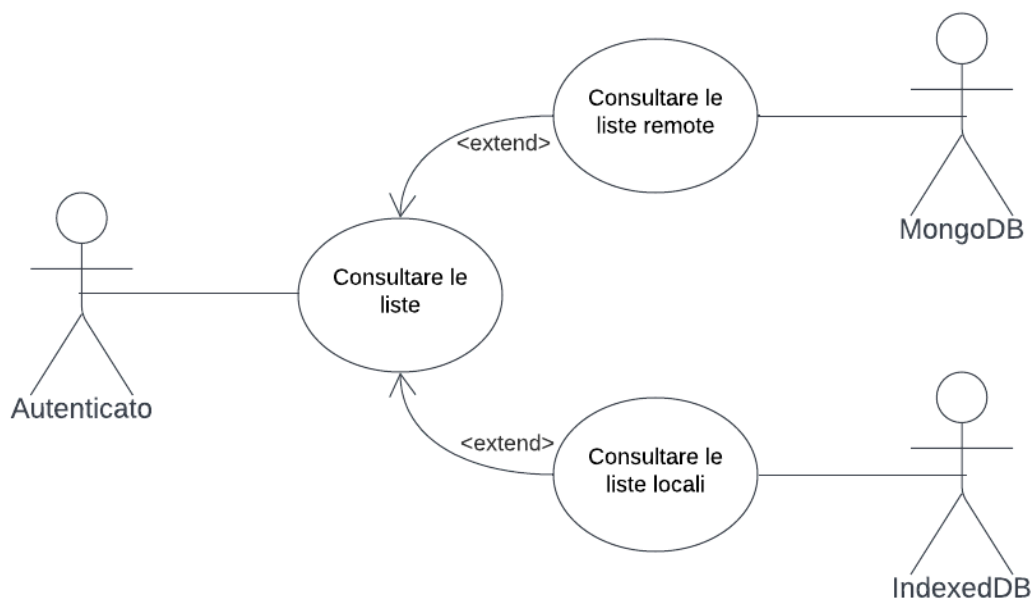 Consultare le
liste remote
<extend>
MongoDB
Consultare le
liste
Autenticato
<extend>
Consultare le
liste locali
IndexedDB